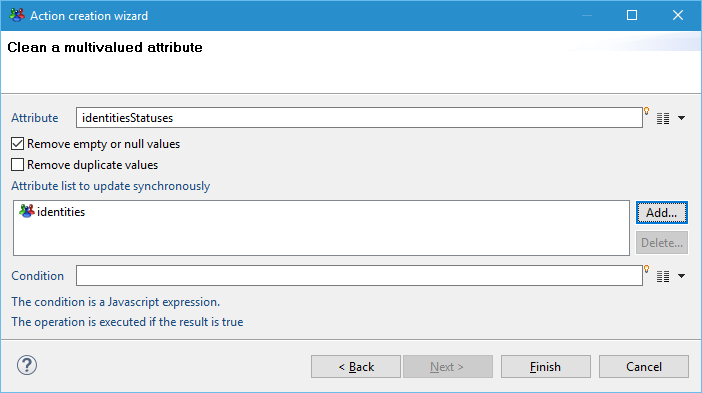 Action creation wizard
Clean a multivalued attribute
Attribute identitiesStatuses
Remove empty or null values
Remove duplicate values
Attribute list to update synchronously
identities
Add...
Delete...
Condition
The condition is a Javascript expression.
The operation is executed if the result is true
? < Back Next > Finish Cancel